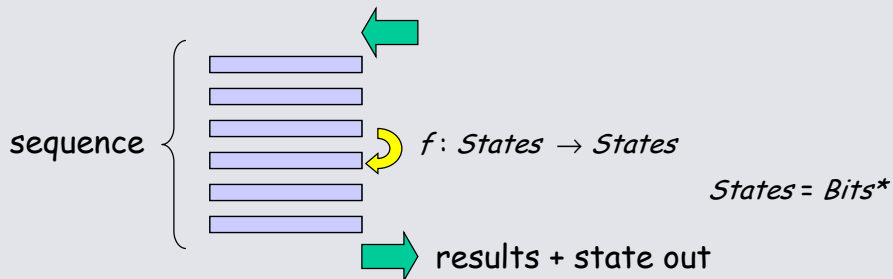 sequence
f : States → States
States = Bits*
results + state out